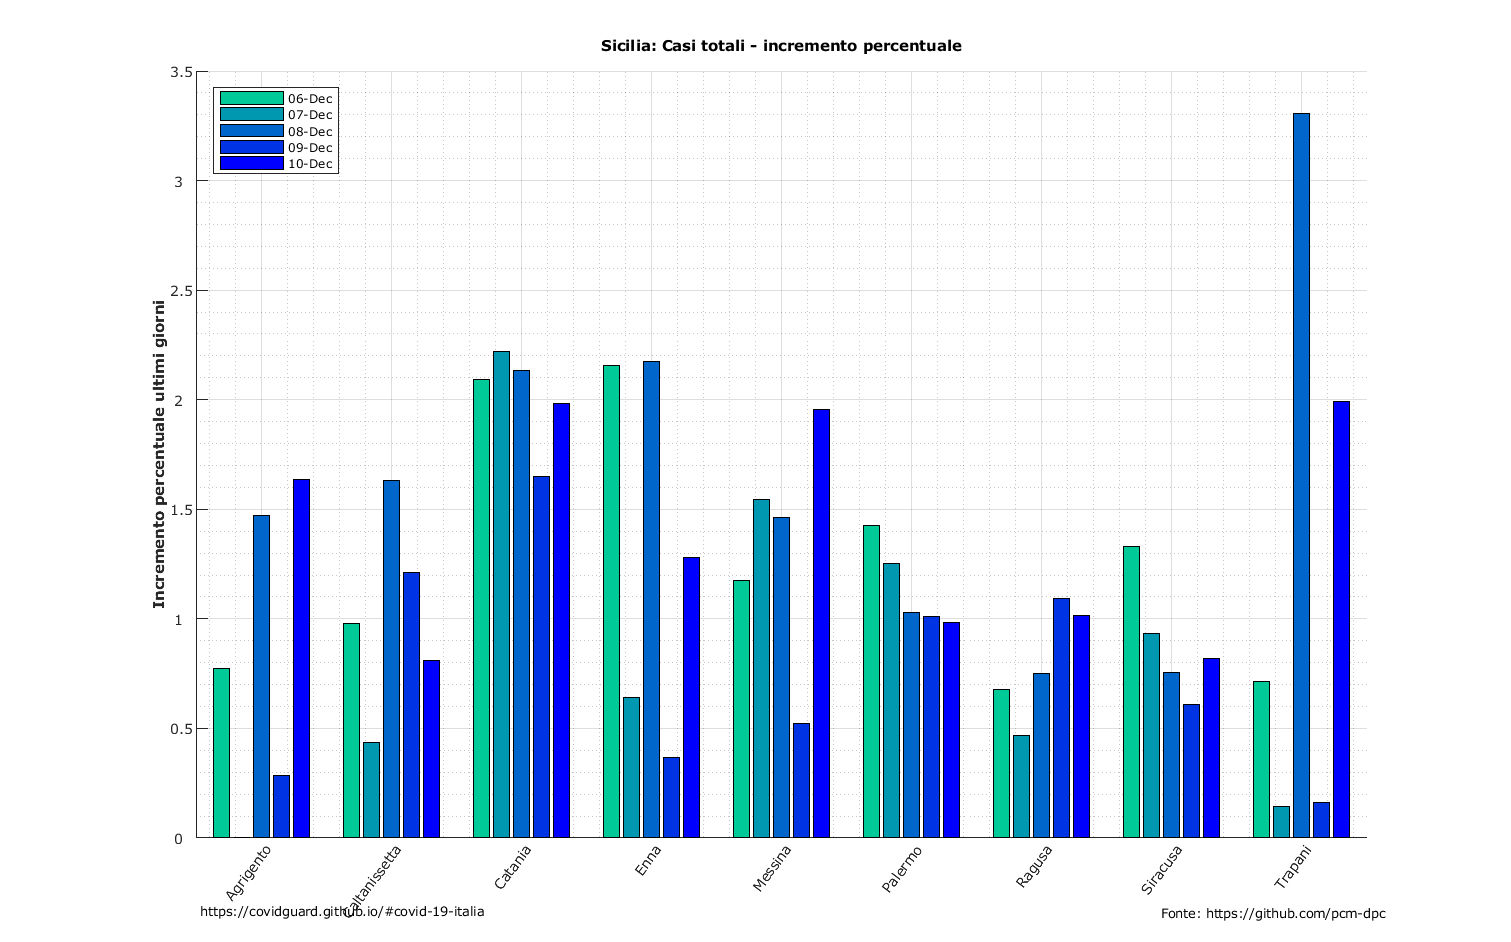 Sicilia: Casi totali - incremento percentuale
3.5
3
2.5
2
1.5
1
0.5
0
Incremento percentuale ultimi giorni
06-Dec
07-Dec
08-Dec
09-Dec
10-Dec
Agrigento
Caltanissetta
Catania
Enna
Messina
Palermo
Ragusa
Siracusa
Trapani
https://covidguard.github.io/#covid-19-italia
Fonte: https://github.com/pcm-dpc